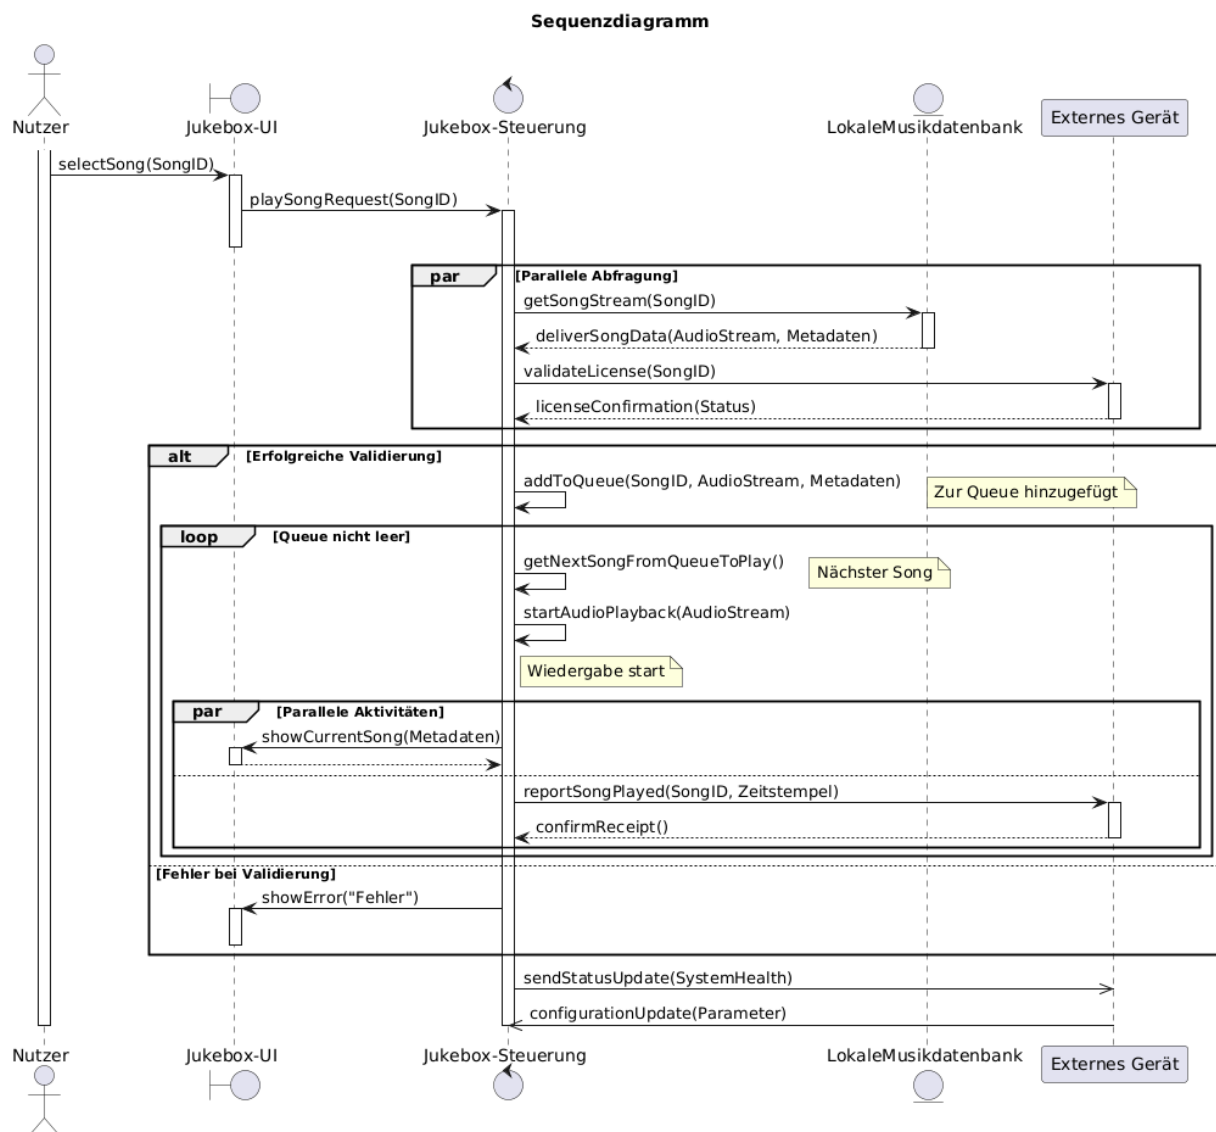 Sequenzdiagramm
Nutzer
Jukebox-UI
Jukebox-Steuerung
LokaleMusikdatenbank
Externes Gerät
selectSong(SongID)
playSongRequest(SongID)
par [Parallele Abfragung]
getSongStream(SongID)
deliverSongData(AudioStream, Metadaten)
validateLicense(SongID)
licenseConfirmation(Status)
alt [Erfolgreiche Validierung]
addToQueue(SongID, AudioStream, Metadaten)
Zur Queue hinzugefügt
loop [Queue nicht leer]
getNextSongFromQueueToPlay()
Nächster Song
startAudioPlayback(AudioStream)
Wiedergabe start
par [Parallele Aktivitäten]
showCurrentSong(Metadaten)
reportSongPlayed(SongID, Zeitstempel)
confirmReceipt()
[Fehler bei Validierung]
showError("Fehler")
sendStatusUpdate(SystemHealth)
configurationUpdate(Parameter)
Nutzer
Jukebox-UI
Jukebox-Steuerung
LokaleMusikdatenbank
Externes Gerät